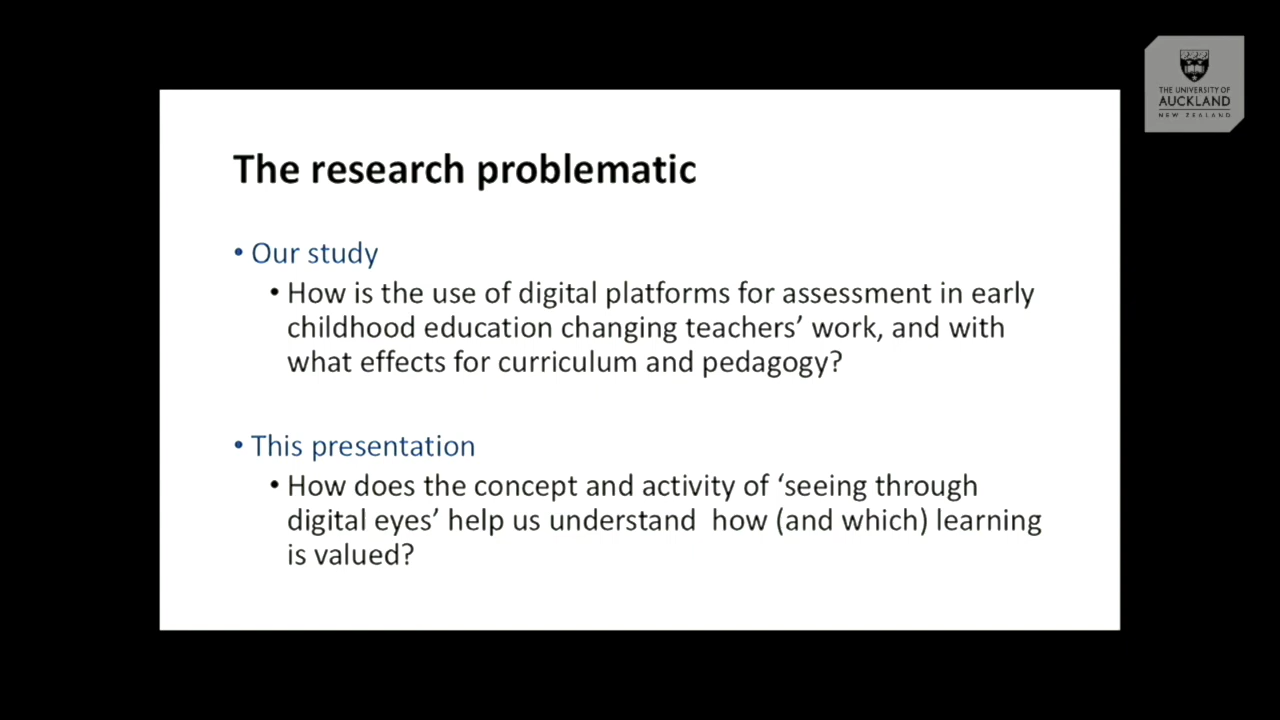 The research problematic
• Our study
• How is the use of digital platforms for assessment in early
childhood education changing teachers’ work, and with
what effects for curriculum and pedagogy?
• This presentation
• How does the concept and activity of ‘seeing through
digital eyes’ help us understand  how (and which) learning
is valued?
THE UNIVERSITY OF
AUCKLAND
NEW ZEALAND